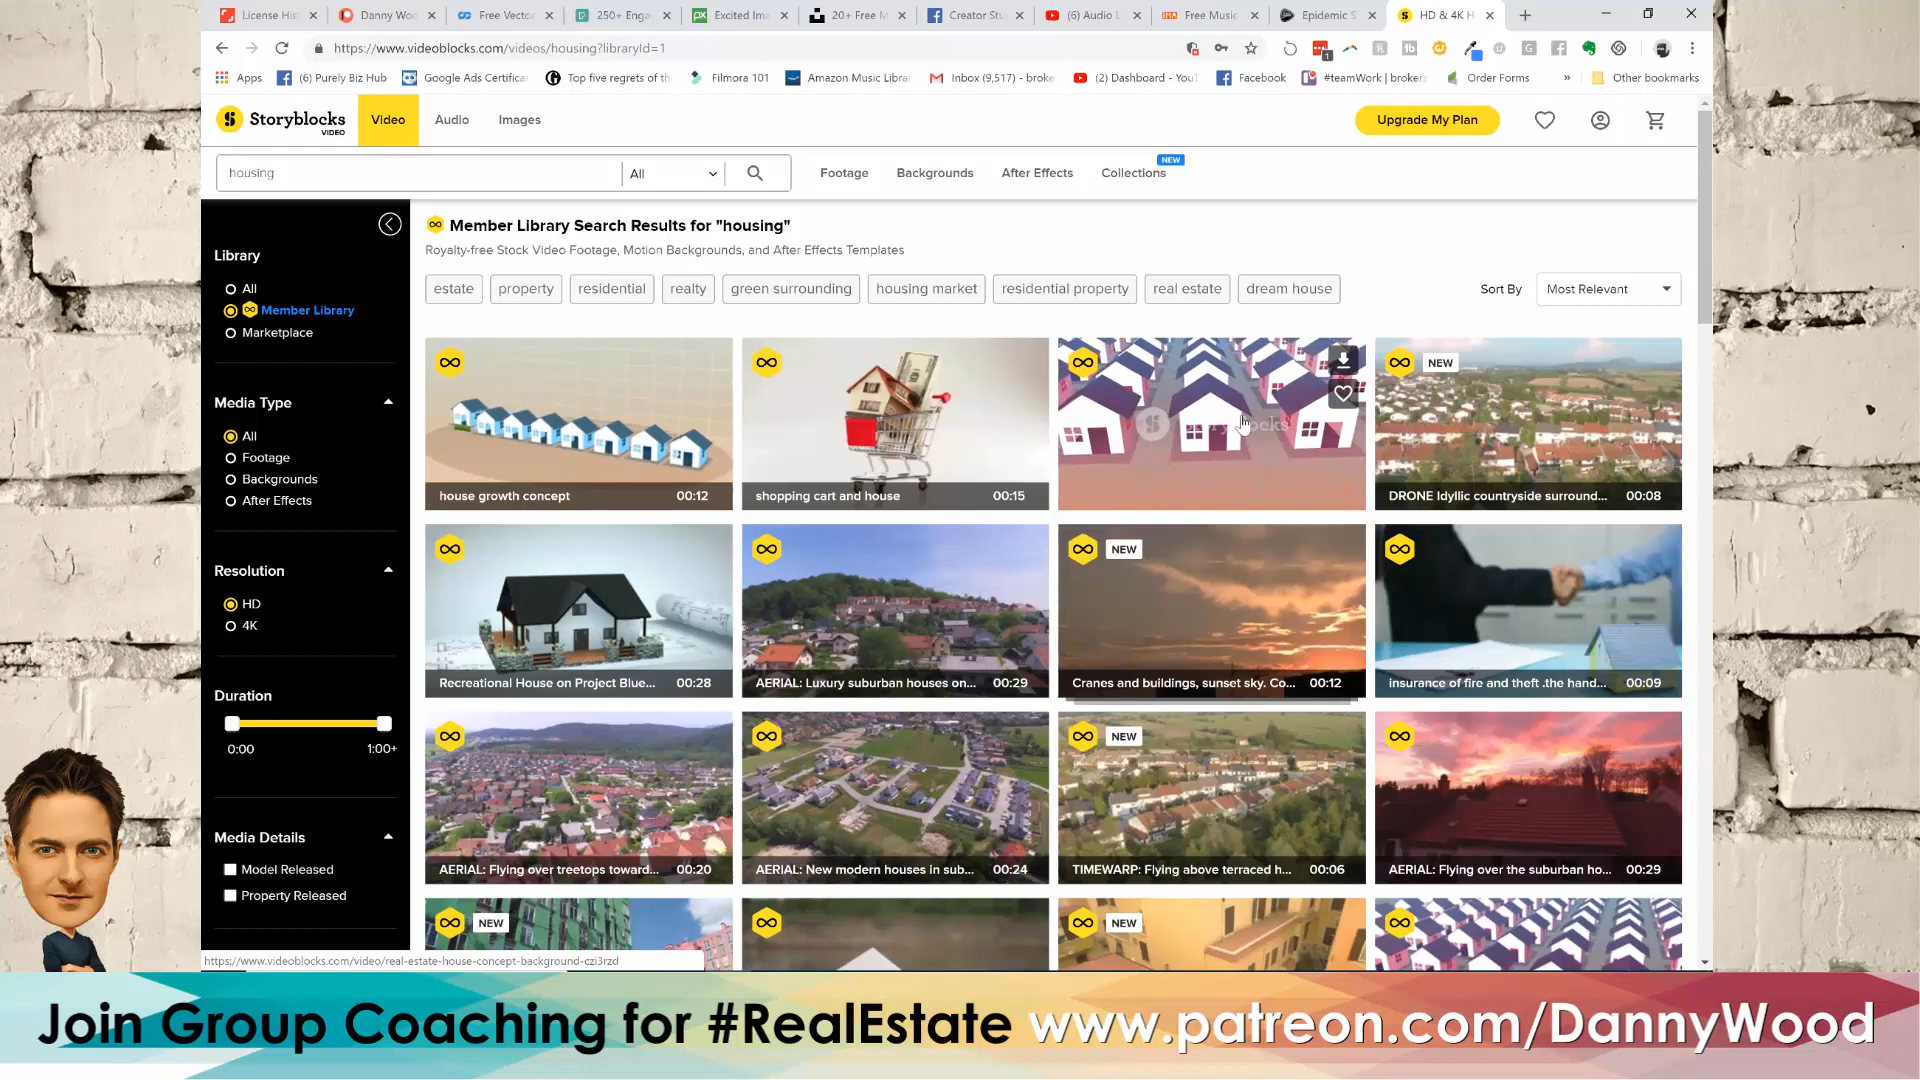 License His
Danny Woo
Free Vector
250+ Enga
Excited Ima
20+ Free M
Creator Stu
(6) Audio L
Free Music
Epidemic S
HD & 4K H
https://www.videoblocks.com/videos/housing?libraryId=1
Apps
(6) Purely Biz Hub
Google Ads Certifica
Top five regrets of th
Filmora 101
Amazon Music Librar
Inbox (9,517) - broke
(2) Dashboard - YouT
Facebook
#teamWork | brokers
Order Forms
»
Other bookmarks
Storyblocks
VIDEO
Video
Audio
Images
Upgrade My Plan
housing
All
Footage
Backgrounds
After Effects
Collections
NEW
Library
All
Member Library
Marketplace
Media Type
All
Footage
Backgrounds
After Effects
Resolution
HD
4K
Duration
0:00
1:00+
Media Details
Model Released
Property Released
Member Library Search Results for "housing"
Royalty-free Stock Video Footage, Motion Backgrounds, and After Effects Templates
estate
property
residential
realty
green surrounding
housing market
residential property
real estate
dream house
Sort By
Most Relevant
house growth concept 00:12
shopping cart and house 00:15
NEW
DRONE Idyllic countryside surround... 00:08
Recreational House on Project Blue... 00:28
AERIAL: Luxury suburban houses on... 00:29
NEW
Cranes and buildings, sunset sky. Co... 00:12
insurance of fire and theft .the hand... 00:09
AERIAL: Flying over treetops toward... 00:20
AERIAL: New modern houses in sub... 00:24
NEW
TIMEWARP: Flying above terraced h... 00:06
AERIAL: Flying over the suburban ho... 00:29
NEW
NEW
https://www.videoblocks.com/video/real-estate-house-concept-background-czi3rzd
Join Group Coaching for #RealEstate www.patreon.com/DannyWood